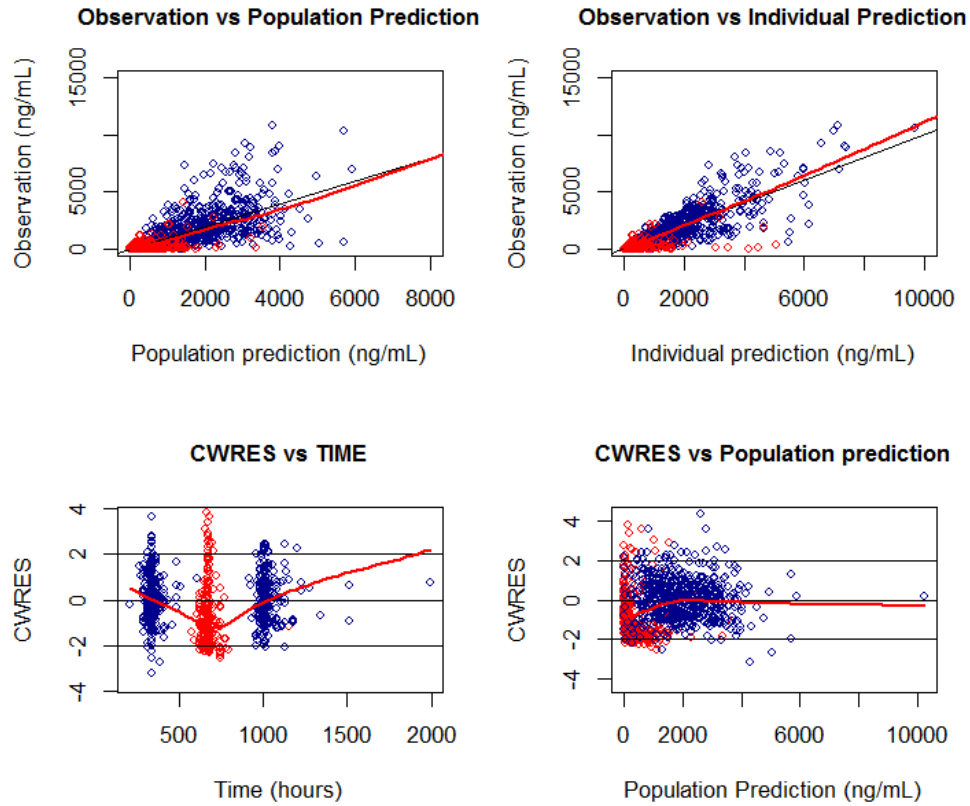 Observation vs Population Prediction
Observation (ng/mL)
15000
5000
0
0 2000 4000 6000 8000
Population prediction (ng/mL)
Observation vs Individual Prediction
Observation (ng/mL)
15000
5000
0
0 2000 6000 10000
Individual prediction (ng/mL)
CWRES vs TIME
CWRES
4
2
0
-2
-4
500 1000 1500 2000
Time (hours)
CWRES vs Population prediction
CWRES
4
2
0
-2
-4
0 2000 6000 10000
Population Prediction (ng/mL)